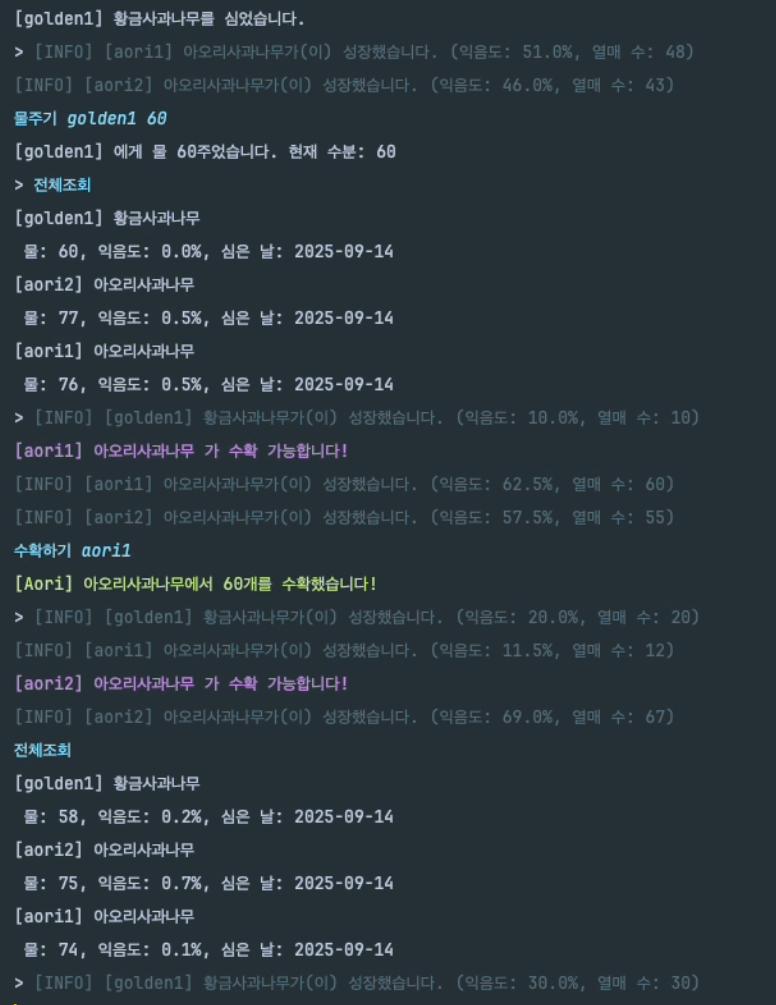 [golden1] 황금사과나무를 심었습니다.
> [INFO] [aori1] 아오리사과나무가(이) 성장했습니다. (익음도: 51.0%, 열매 수: 48)
[INFO] [aori2] 아오리사과나무가(이) 성장했습니다. (익음도: 46.0%, 열매 수: 43)
물주기 golden1 60
[golden1] 에게 물 60주었습니다. 현재 수분: 60
> 전체조회
[golden1] 황금사과나무
물: 60, 익음도: 0.0%, 심은 날: 2025-09-14
[aori2] 아오리사과나무
물: 77, 익음도: 0.5%, 심은 날: 2025-09-14
[aori1] 아오리사과나무
물: 76, 익음도: 0.5%, 심은 날: 2025-09-14
> [INFO] [golden1] 황금사과나무가(이) 성장했습니다. (익음도: 10.0%, 열매 수: 10)
[aori1] 아오리사과나무 가 수확 가능합니다!
[INFO] [aori1] 아오리사과나무가(이) 성장했습니다. (익음도: 62.5%, 열매 수: 60)
[INFO] [aori2] 아오리사과나무가(이) 성장했습니다. (익음도: 57.5%, 열매 수: 55)
수확하기 aori1
[Aori] 아오리사과나무에서 60개를 수확했습니다!
> [INFO] [golden1] 황금사과나무가(이) 성장했습니다. (익음도: 20.0%, 열매 수: 20)
[INFO] [aori1] 아오리사과나무가(이) 성장했습니다. (익음도: 11.5%, 열매 수: 12)
[aori2] 아오리사과나무 가 수확 가능합니다!
[INFO] [aori2] 아오리사과나무가(이) 성장했습니다. (익음도: 69.0%, 열매 수: 67)
전체조회
[golden1] 황금사과나무
물: 58, 익음도: 0.2%, 심은 날: 2025-09-14
[aori2] 아오리사과나무
물: 75, 익음도: 0.7%, 심은 날: 2025-09-14
[aori1] 아오리사과나무
물: 74, 익음도: 0.1%, 심은 날: 2025-09-14
> [INFO] [golden1] 황금사과나무가(이) 성장했습니다. (익음도: 30.0%, 열매 수: 30)